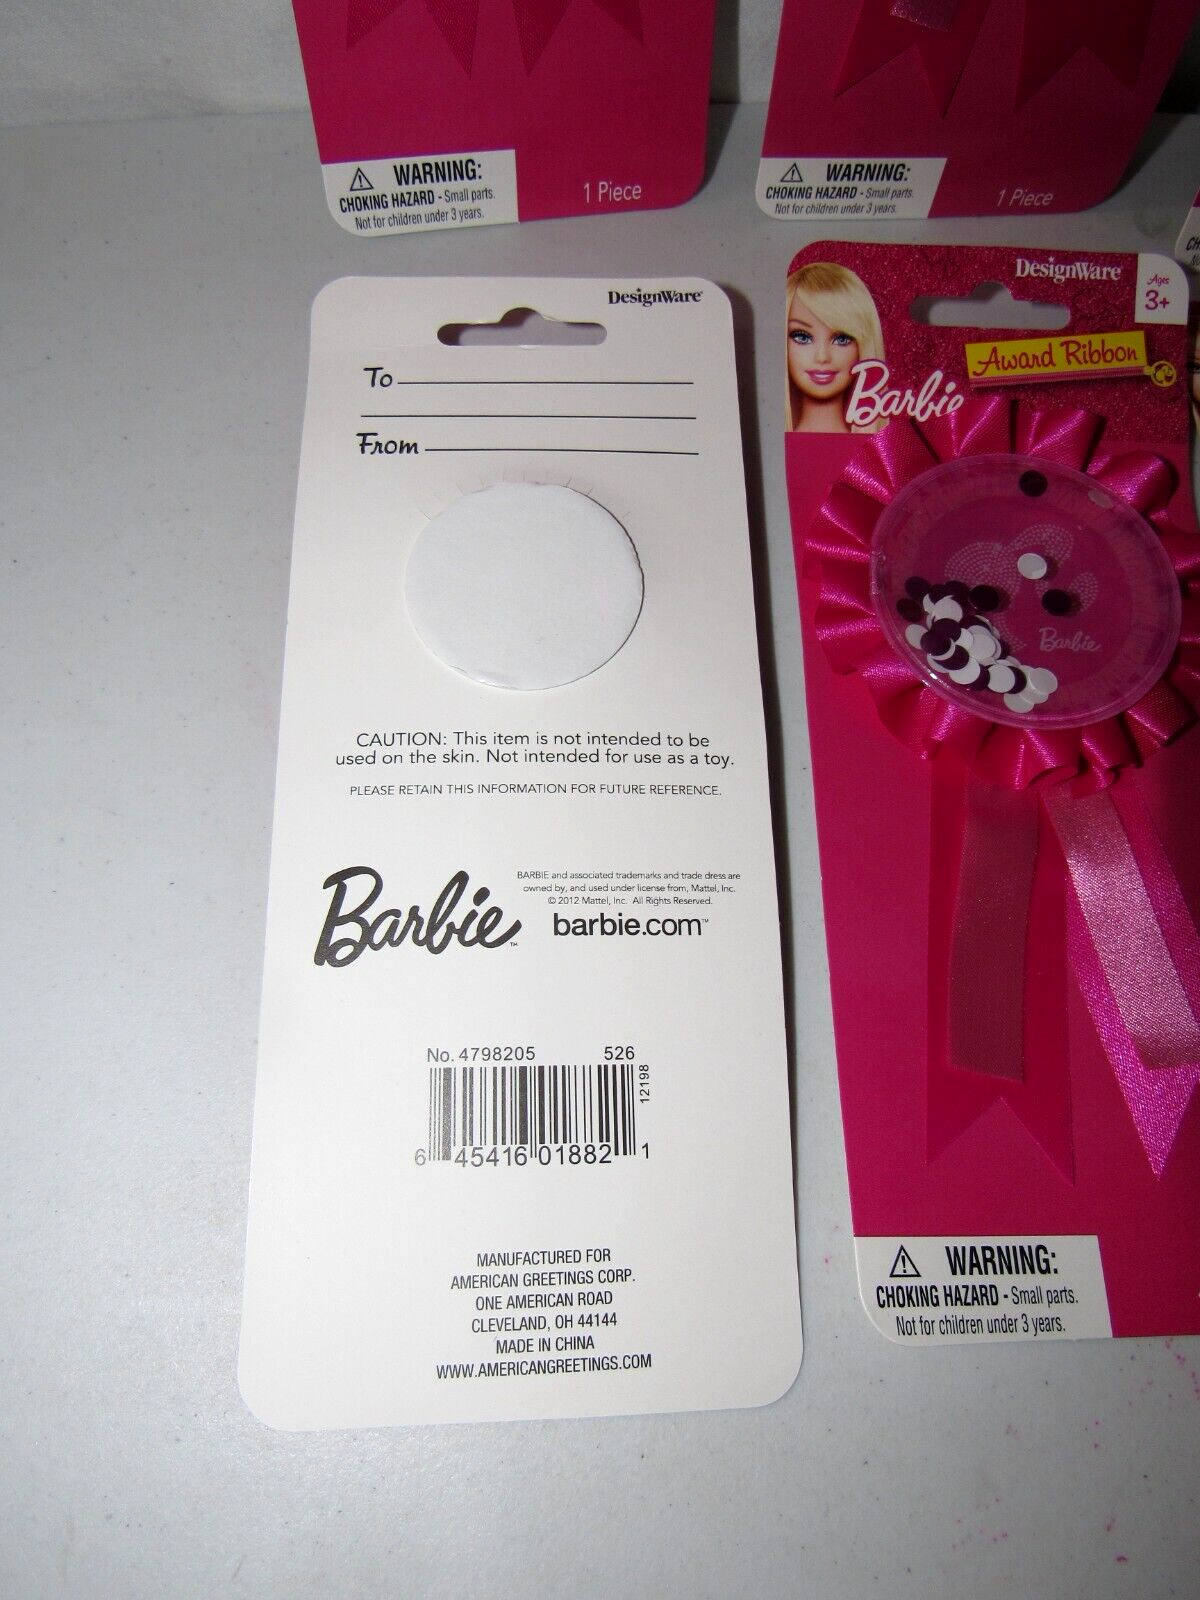 WARNING:
CHOKING HAZARD - Small parts.
Not for children under 3 years.
1 Piece
WARNING:
CHOKING HAZARD - Small parts.
Not for children under 3 years.
1 Piece
DesignWare
To
From
CAUTION: This item is not intended to be
used on the skin. Not intended for use as a toy.
PLEASE RETAIN THIS INFORMATION FOR FUTURE REFERENCE.
Barbie™
BARBIE and associated trademarks and trade dress are
owned by, and used under license from, Mattel, Inc.
© 2012 Mattel, Inc. All Rights Reserved.
barbie.com™
No. 4798205 526
12198
6 45416 01882 1
MANUFACTURED FOR
AMERICAN GREETINGS CORP.
ONE AMERICAN ROAD
CLEVELAND, OH 44144
MADE IN CHINA
WWW.AMERICANGREETINGS.COM
DesignWare
Ages
3+
Award Ribbon
Barbie
Barbie
WARNING:
CHOKING HAZARD - Small parts.
Not for children under 3 years.